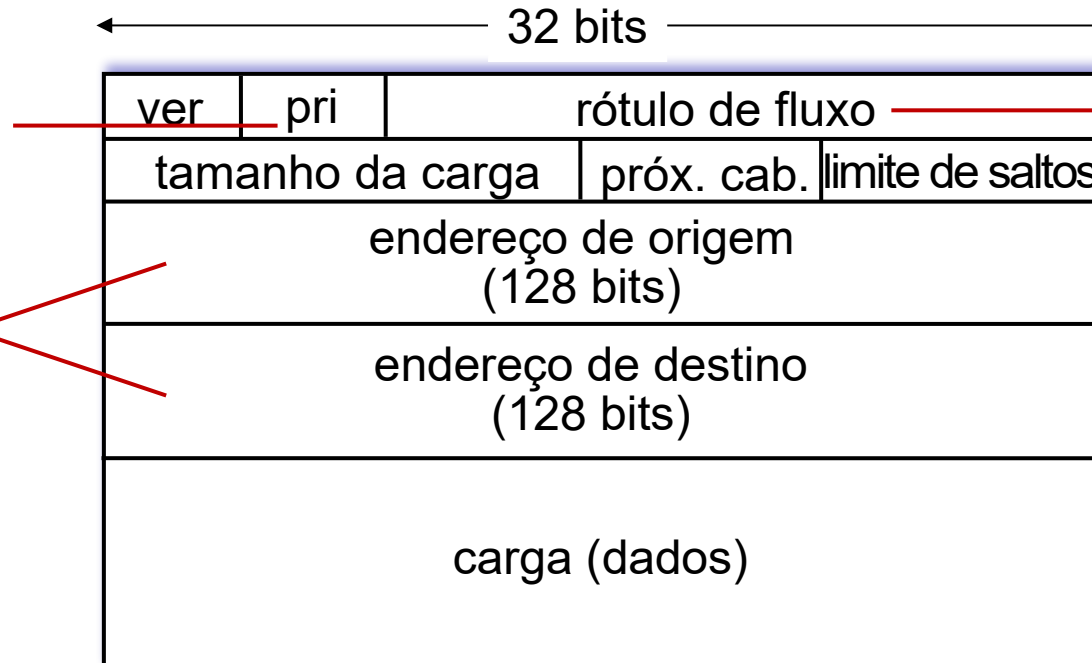 32 bits
ver pri rótulo de fluxo
tamanho da carga próx. cab. limite de saltos
endereço de origem
(128 bits)
endereço de destino
(128 bits)
carga (dados)